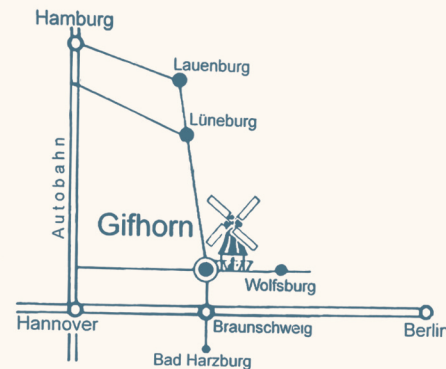 Hamburg
Lauenburg
Lüneburg
Autobahn
Gifhorn
Wolfsburg
Hannover
Braunschweig
Berlin
Bad Harzburg